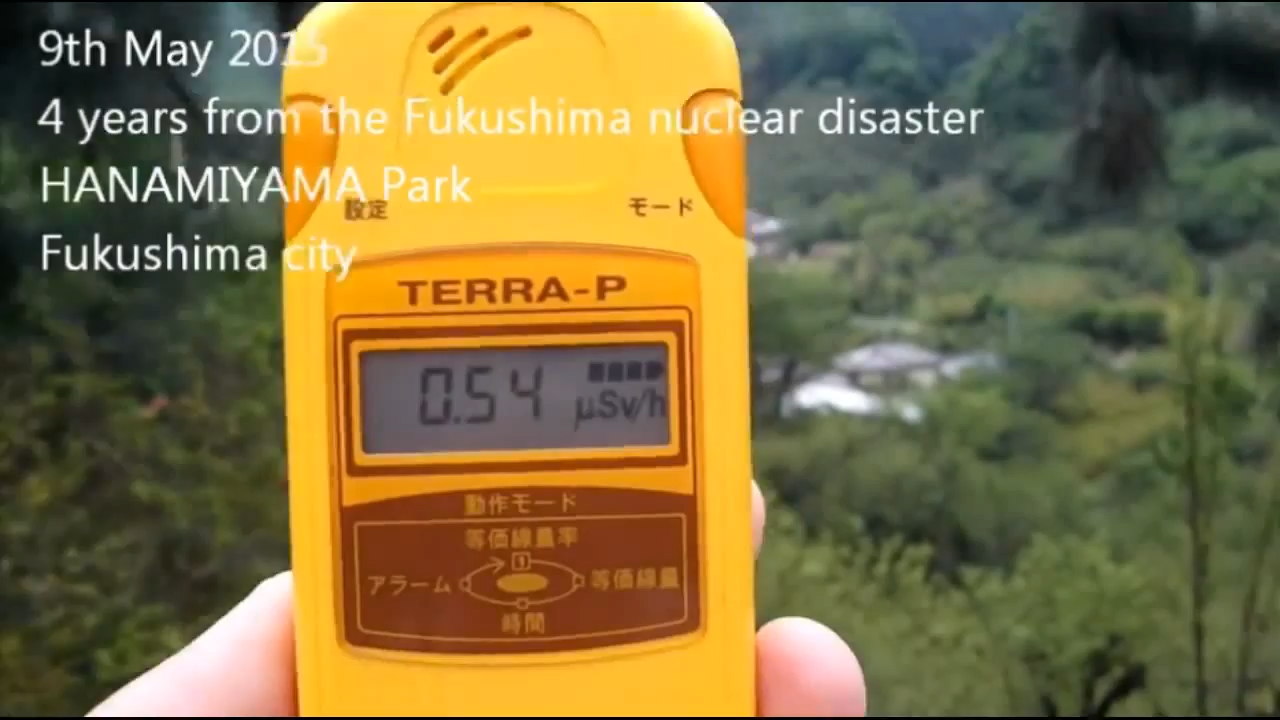 9th May 2015
4 years from the Fukushima nuclear disaster
HANAMIYAMA Park
Fukushima city
設定 モード
TERRA-P
0.54 μSv/h
動作モード
等価線量率
1
アラーム 等価線量
時間